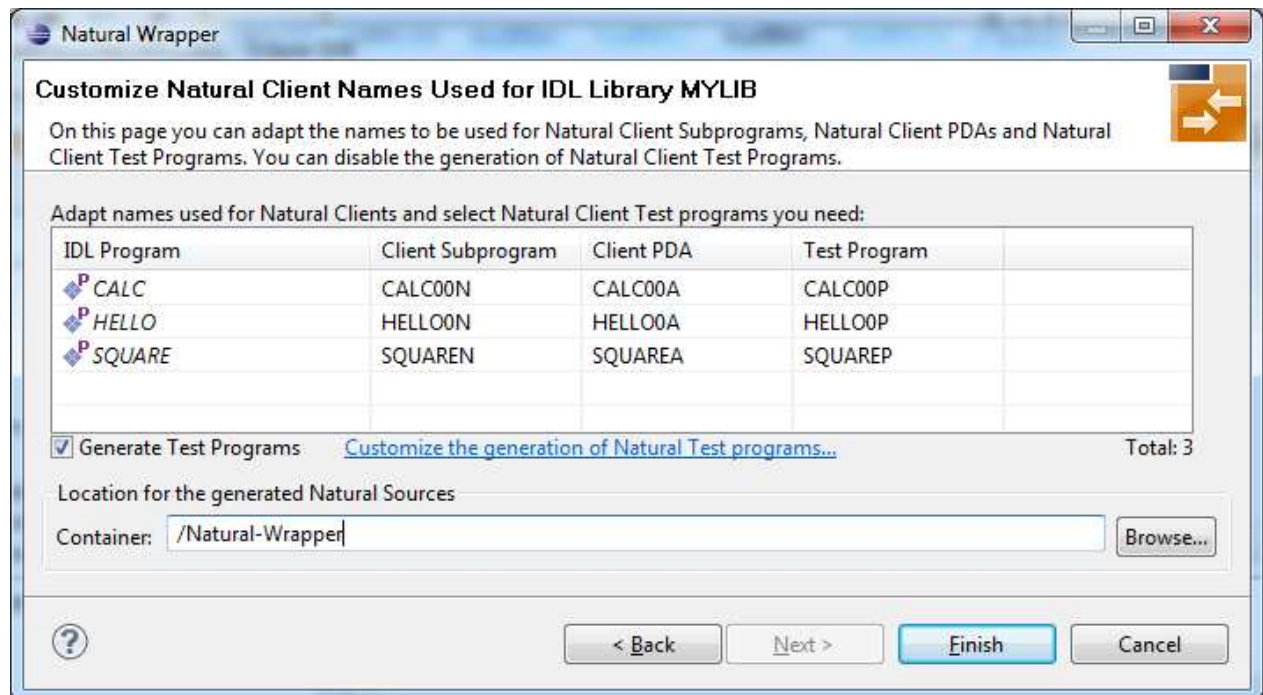 Natural Wrapper
Customize Natural Client Names Used for IDL Library MYLIB
On this page you can adapt the names to be used for Natural Client Subprograms, Natural Client PDAs and Natural
Client Test Programs. You can disable the generation of Natural Client Test Programs.
Adapt names used for Natural Clients and select Natural Client Test programs you need:
IDL Program Client Subprogram Client PDA Test Program
P CALC CALC00N CALC00A CALC00P
P HELLO HELLO0N HELLO0A HELLO0P
P SQUARE SQUAREN SQUAREA SQUAREP
Generate Test Programs Customize the generation of Natural Test programs... Total: 3
Location for the generated Natural Sources
Container: /Natural-Wrapper Browse...
? < Back Next > Finish Cancel